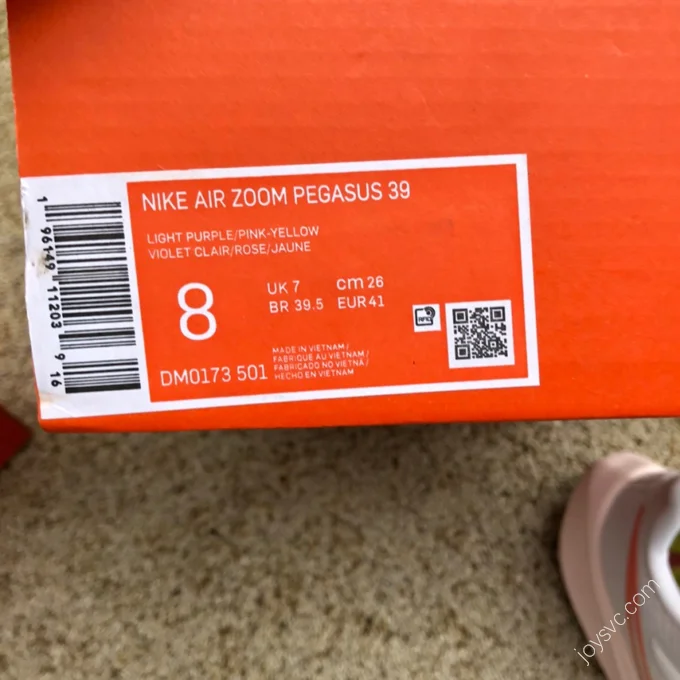 NIKE AIR ZOOM PEGASUS 39
LIGHT PURPLE/PINK-YELLOW
VIOLET CLAIR/ROSE/JAUNE
8
UK 7 cm 26
BR 39.5 EUR 41
DM0173 501
MADE IN VIETNAM/
FABRIQUÉ AU VIETNAM/
FABRICADO NO VIETNÃ/
HECHO EN VIETNAM
1 96149 11203 9 16
joysvc.com